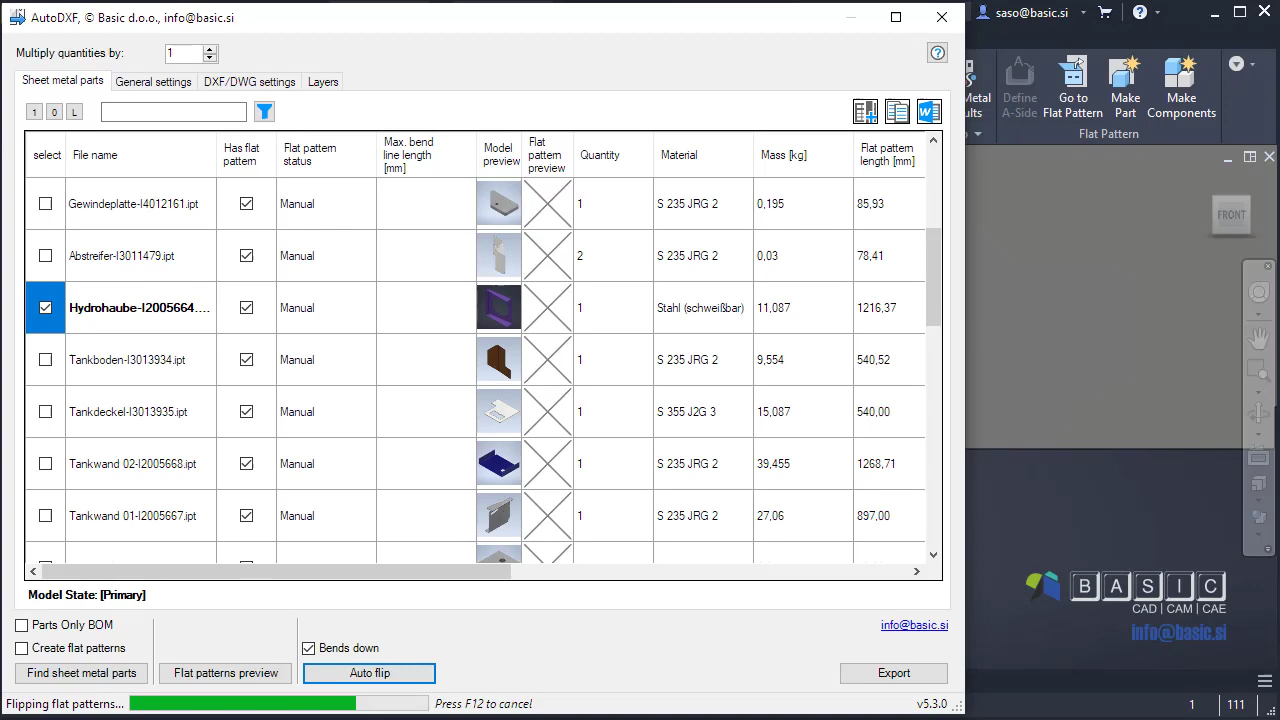 AutoDXF, © Basic d.o.o., info@basic.si
saso@basic.si
Multiply quantities by:
1
Sheet metal parts
General settings
DXF/DWG settings
Layers
1
0
L
select
File name
Has flat pattern
Flat pattern status
Max. bend line length [mm]
Model preview
Flat pattern preview
Quantity
Material
Mass [kg]
Flat pattern length [mm]
Gewindeplatte-I4012161.ipt Manual 1 S 235 JRG 2 0,195 85,93
Abstreifer-I3011479.ipt Manual 2 S 235 JRG 2 0,03 78,41
Hydrohaube-I2005664.... Manual 1 Stahl (schweißbar) 11,087 1216,37
Tankboden-I3013934.ipt Manual 1 S 235 JRG 2 9,554 540,52
Tankdeckel-I3013935.ipt Manual 1 S 355 J2G 3 15,087 540,00
Tankwand 02-I2005668.ipt Manual 1 S 235 JRG 2 39,455 1268,71
Tankwand 01-I2005667.ipt Manual 1 S 235 JRG 2 27,06 897,00
Model State: [Primary]
Parts Only BOM
info@basic.si
Create flat patterns
Bends down
Find sheet metal parts
Flat patterns preview
Auto flip
Export
Flipping flat patterns...
Press F12 to cancel
v5.3.0
Metal
Define
A-Side
Go to
Flat Pattern
Make
Part
Make
Components
Flat Pattern
FRONT
BASIC
CAD | CAM | CAE
info@basic.si
1
111